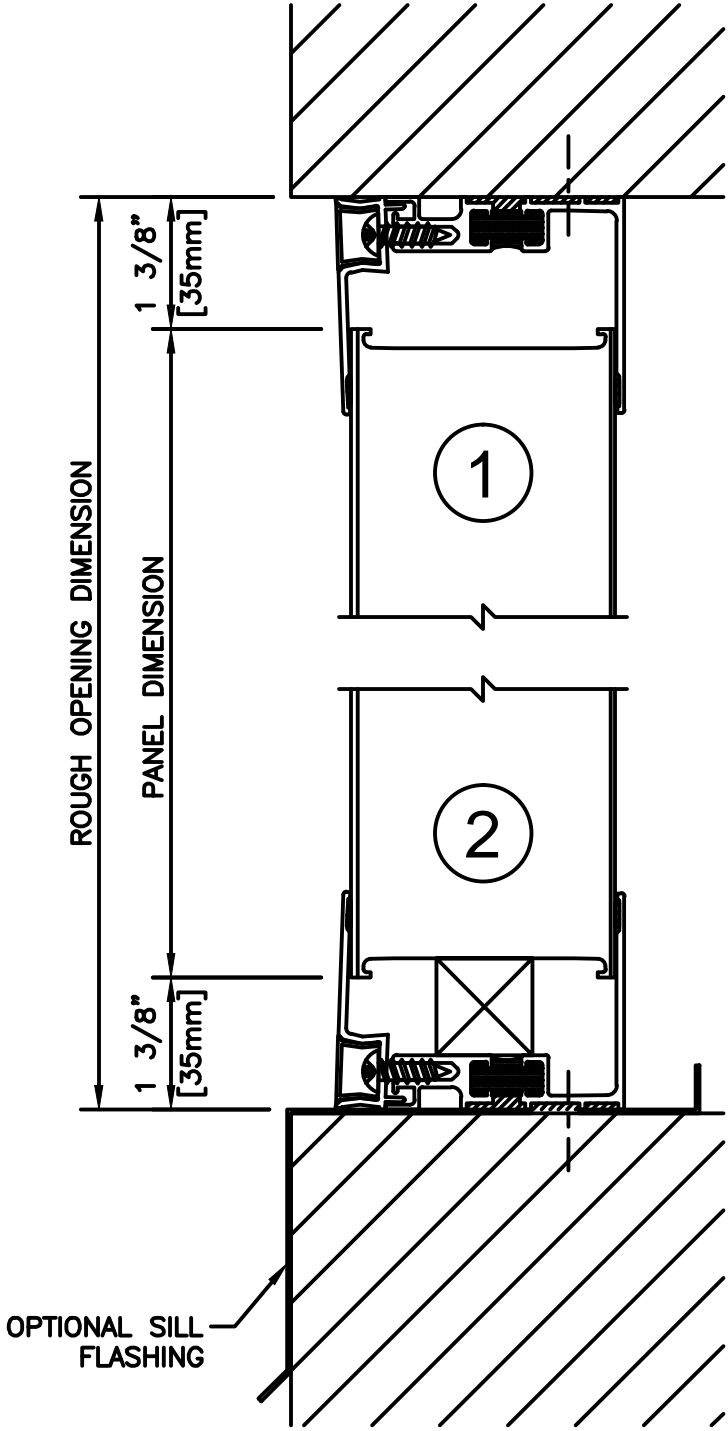 1 3/8"
[35mm]
1
ROUGH OPENING DIMENSION
PANEL DIMENSION
2
1 3/8"
[35mm]
OPTIONAL SILL
FLASHING